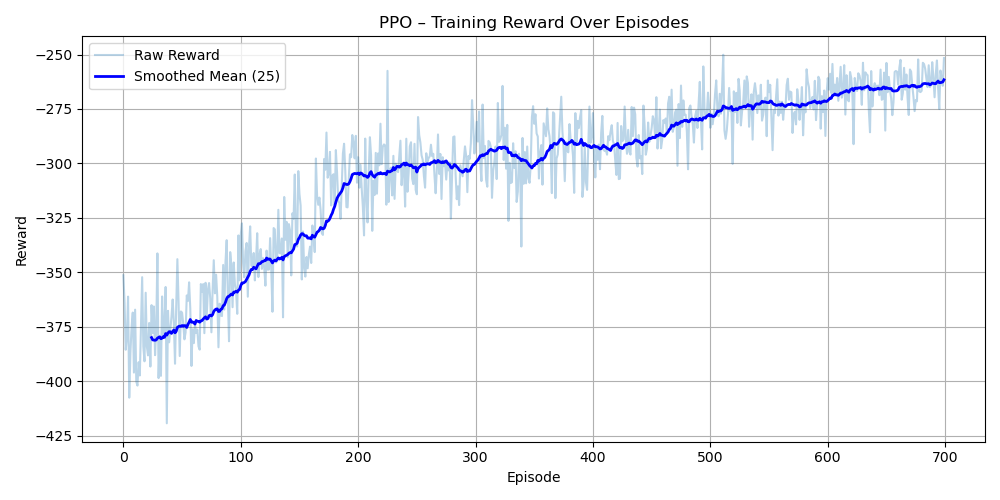 PPO – Training Reward Over Episodes
Raw Reward
Smoothed Mean (25)
Reward
−250
−275
−300
−325
−350
−375
−400
−425
0 100 200 300 400 500 600 700
Episode